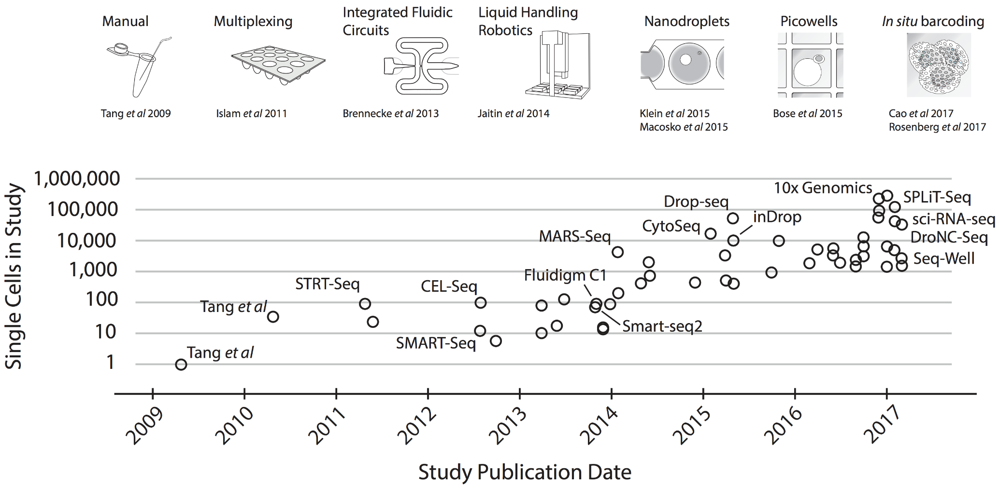 Manual
Multiplexing
Integrated Fluidic
Circuits
Liquid Handling
Robotics
Nanodroplets
Picowells
In situ barcoding
Tang et al 2009
Islam et al 2011
Brennecke et al 2013
Jaitin et al 2014
Klein et al 2015
Macosko et al 2015
Bose et al 2015
Cao et al 2017
Rosenberg et al 2017
Single Cells in Study
1,000,000
100,000
10,000
1,000
100
10
1
Tang et al
Tang et al
STRT-Seq
CEL-Seq
SMART-Seq
Fluidigm C1
Smart-seq2
MARS-Seq
CytoSeq
Drop-seq
inDrop
10x Genomics
SPLiT-Seq
sci-RNA-seq
DroNC-Seq
Seq-Well
2009
2010
2011
2012
2013
2014
2015
2016
2017
Study Publication Date